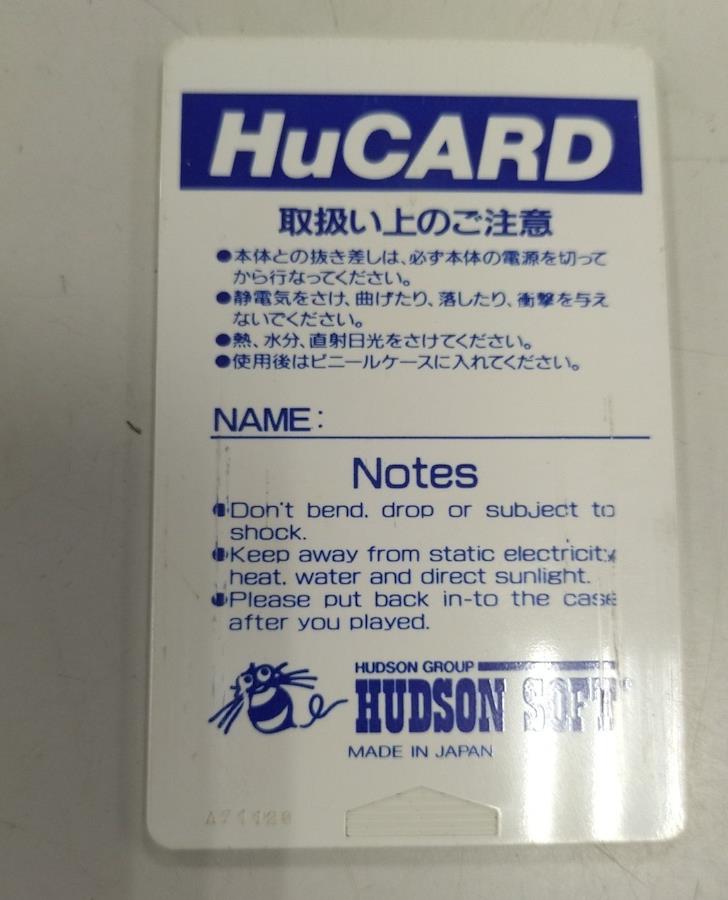 HuCARD
取扱い上のご注意
●本体との抜き差しは、必ず本体の電源を切って
から行なってください。
●静電気をさけ、曲げたり、落したり、衝撃を与え
ないでください。
●熱、水分、直射日光をさけてください。
●使用後はビニールケースに入れてください。
NAME:
Notes
●Don't bend. drop or subject to
shock.
●Keep away from static electricity
heat. water and direct sunlight.
●Please put back in-to the case
after you played.
HUDSON GROUP
HUDSON SOFT
MADE IN JAPAN